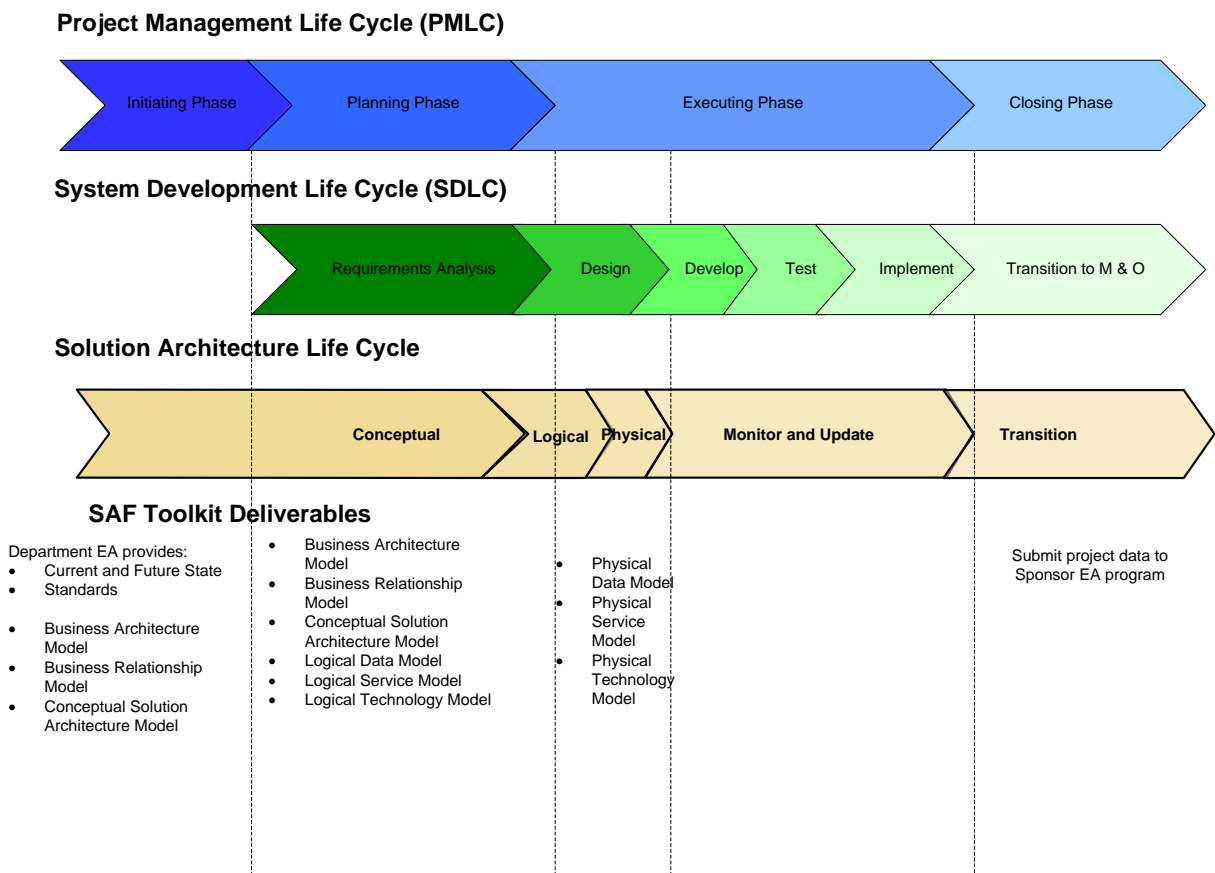 Project Management Life Cycle (PMLC)
Initiating Phase
Planning Phase
Executing Phase
Closing Phase
System Development Life Cycle (SDLC)
Requirements Analysis
Design
Develop
Test
Implement
Transition to M & O
Solution Architecture Life Cycle
Conceptual
Logical
Physical
Monitor and Update
Transition
SAF Toolkit Deliverables
Department EA provides:
• Current and Future State
• Standards
• Business Architecture
Model
• Business Relationship
Model
• Conceptual Solution
Architecture Model
• Business Architecture
Model
• Business Relationship
Model
• Conceptual Solution
Architecture Model
• Logical Data Model
• Logical Service Model
• Logical Technology Model
• Physical
Data Model
• Physical
Service
Model
• Physical
Technology
Model
Submit project data to
Sponsor EA program